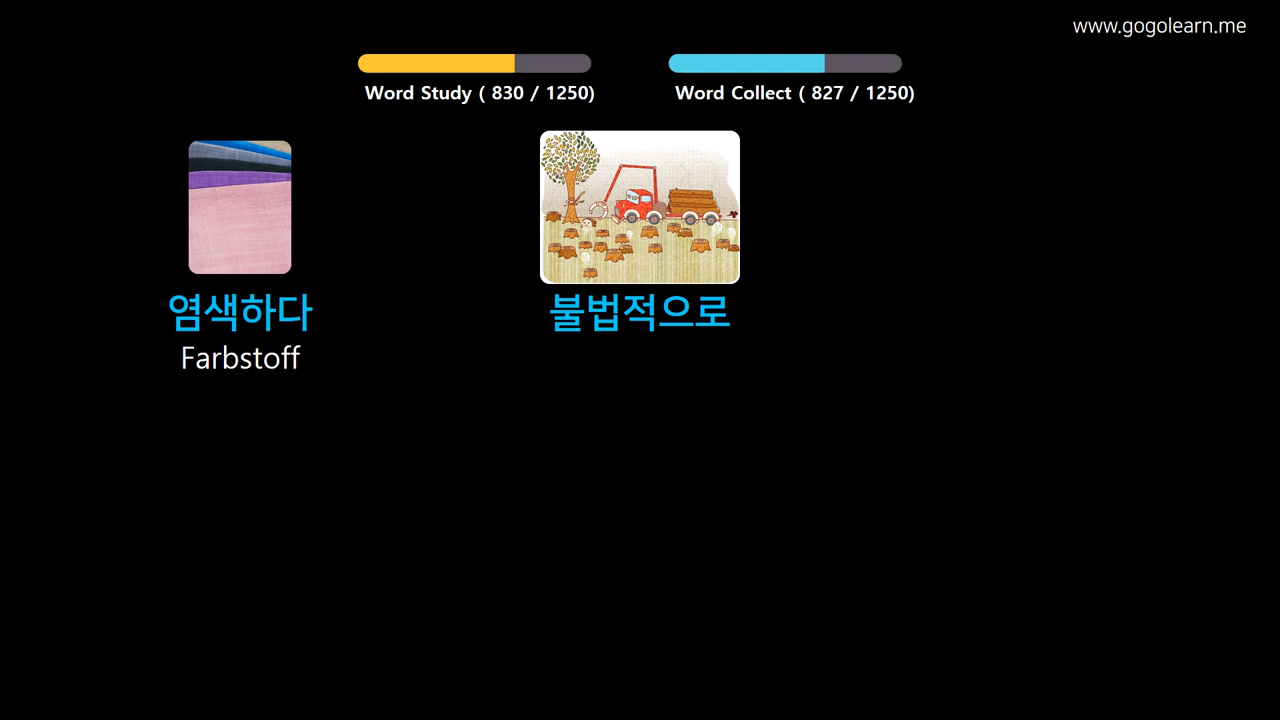 www.gogolearn.me
Word Study ( 830 / 1250)
Word Collect ( 827 / 1250)
염색하다
Farbstoff
불법적으로